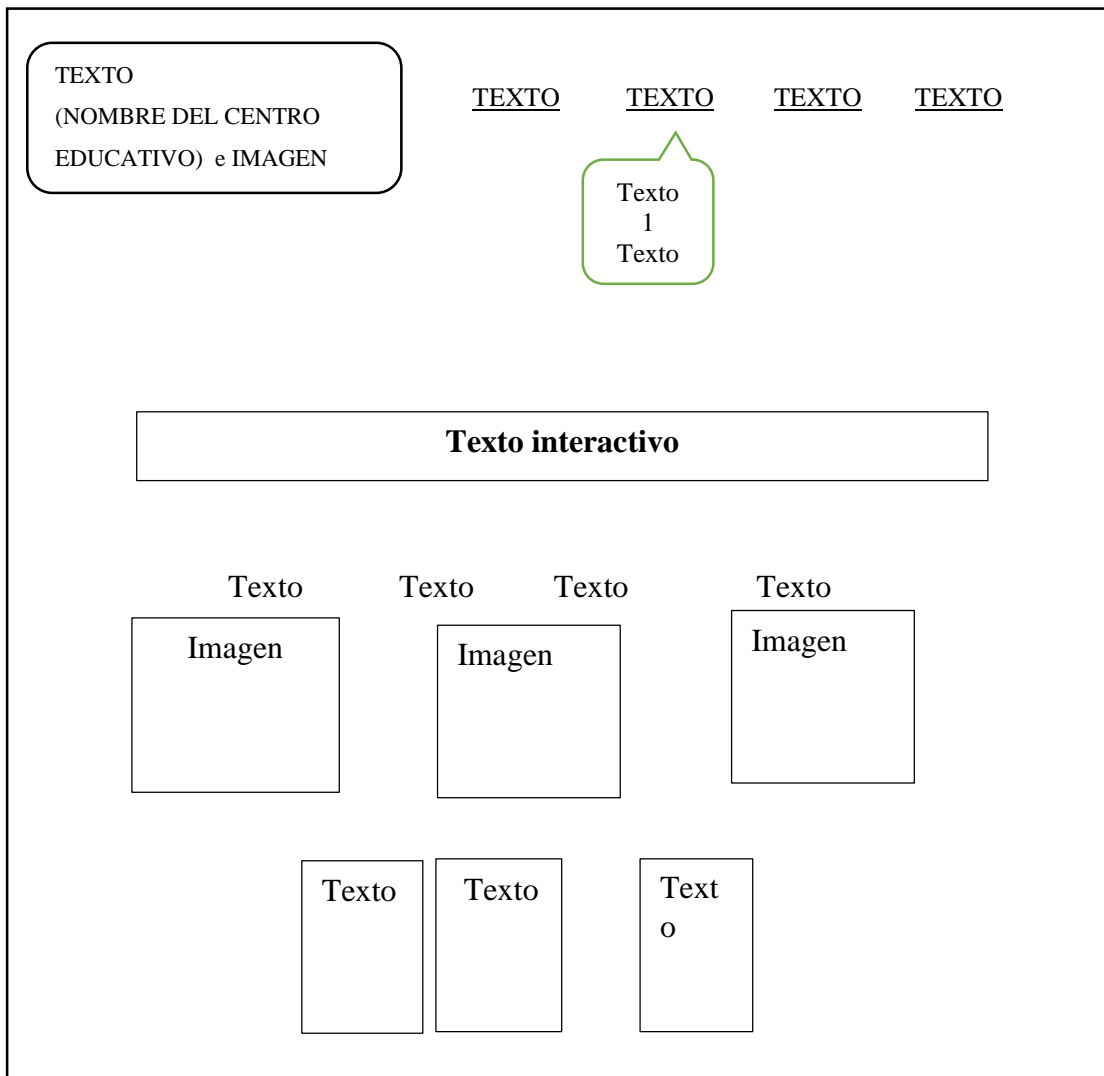 TEXTO
(NOMBRE DEL CENTRO
EDUCATIVO) e IMAGEN
TEXTO TEXTO TEXTO TEXTO
Texto
1
Texto
Texto interactivo
Texto Texto Texto Texto
Imagen Imagen Imagen
Texto Texto Text
o